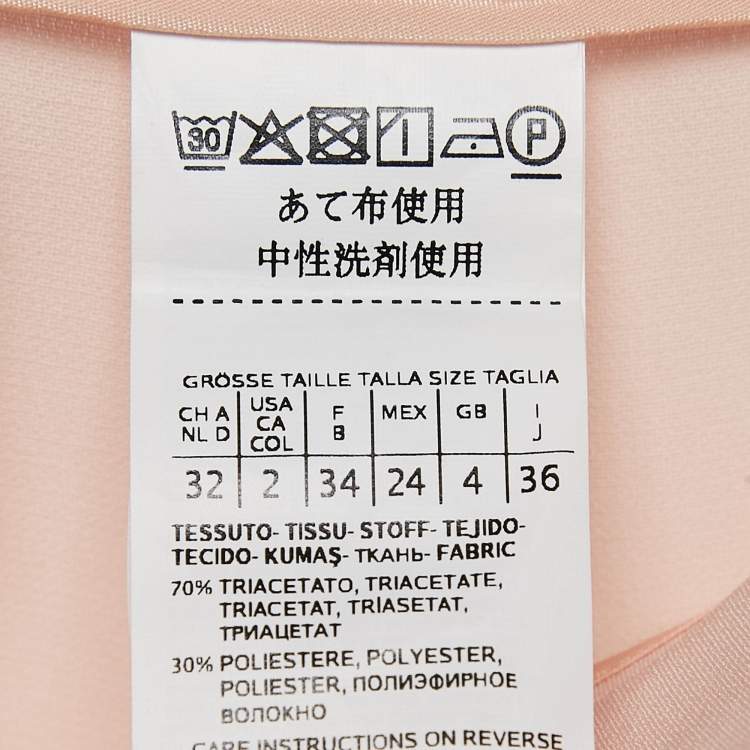 30 P
あて布使用
中性洗剤使用
GRÖSSE TAILLE TALLA SIZE TAGLIA
CH A USA F MEX GB I
NL D CA B J
COL
32 2 34 24 4 36
TESSUTO- TISSU- STOFF- TEJIDO-
TECIDO- KUMAŞ- ТКАНЬ- FABRIC
70% TRIACETATO, TRIACETATE,
TRIACETAT, TRİASETAT,
ТРИАЦЕТАТ
30% POLIESTERE, POLYESTER,
POLIESTER, ПОЛИЭФИРНОЕ
ВОЛОКНО
CARE INSTRUCTIONS ON REVERSE